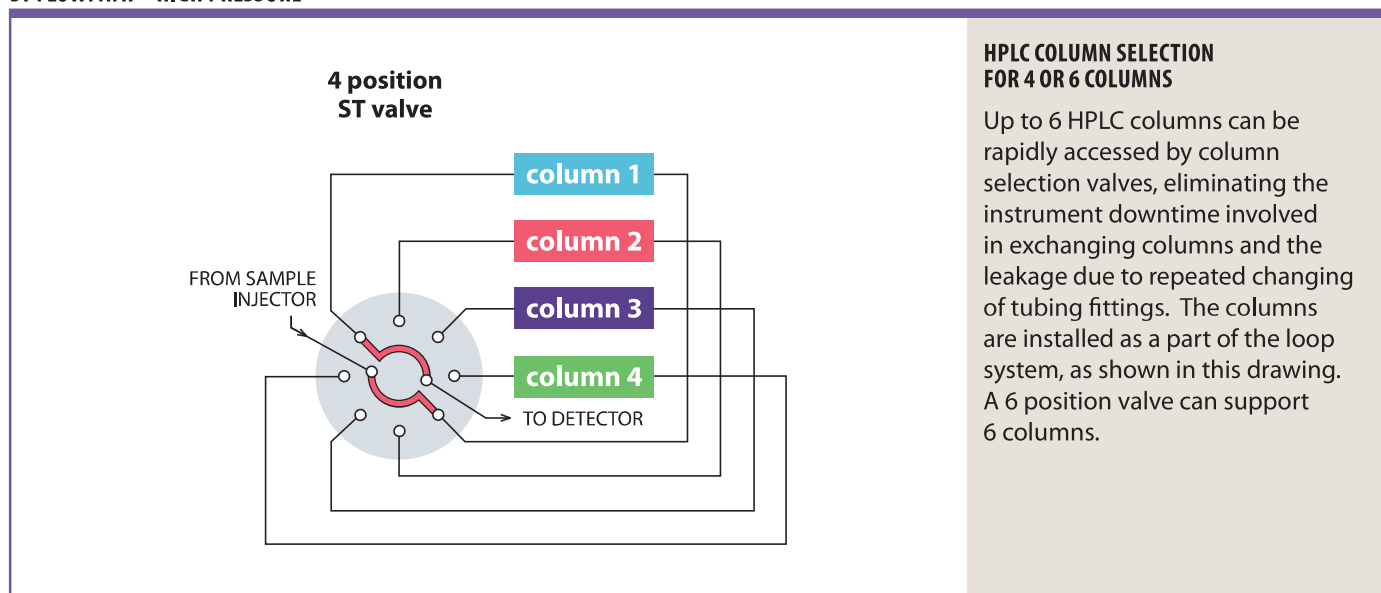 4 position
ST valve
column 1
column 2
FROM SAMPLE
INJECTOR
column 3
column 4
TO DETECTOR
HPLC COLUMN SELECTION
FOR 4 OR 6 COLUMNS
Up to 6 HPLC columns can be
rapidly accessed by column
selection valves, eliminating the
instrument downtime involved
in exchanging columns and the
leakage due to repeated changing
of tubing fittings. The columns
are installed as a part of the loop
system, as shown in this drawing.
A 6 position valve can support
6 columns.